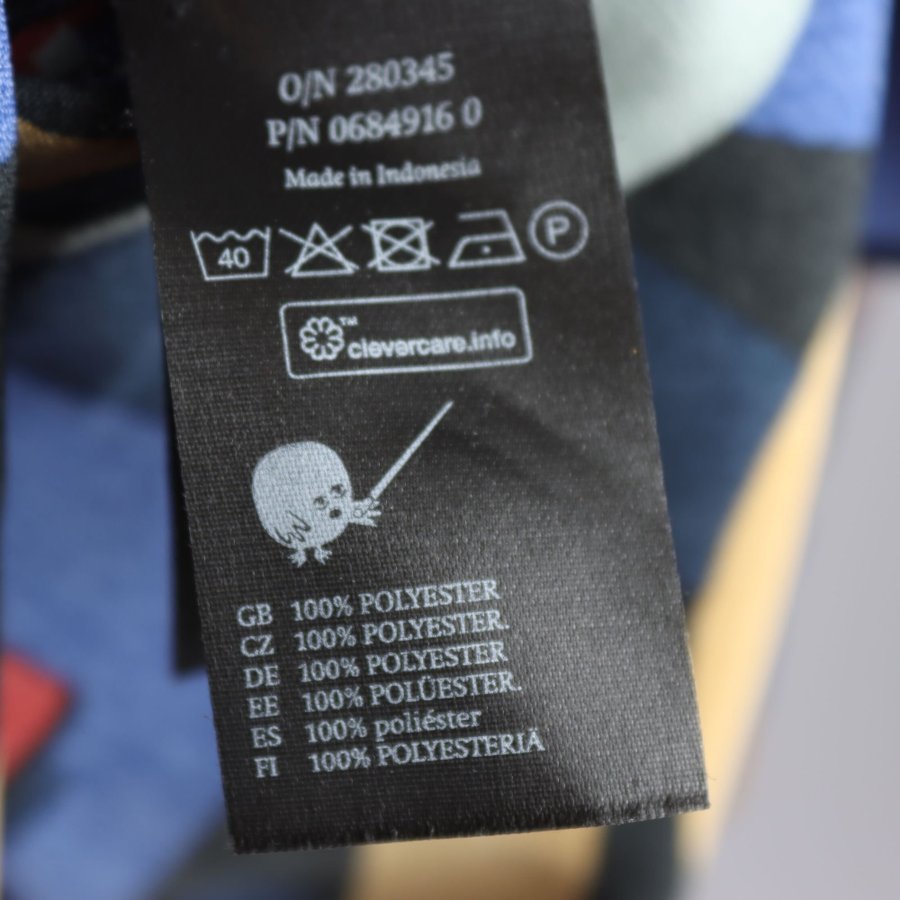 O/N 280345
P/N 0684916 0
Made in Indonesia
40 P
™ clevercare.info
GB 100% POLYESTER
CZ 100% POLYESTER.
DE 100% POLYESTER
EE 100% POLÜESTER.
ES 100% poliéster
FI 100% POLYESTERIÄ